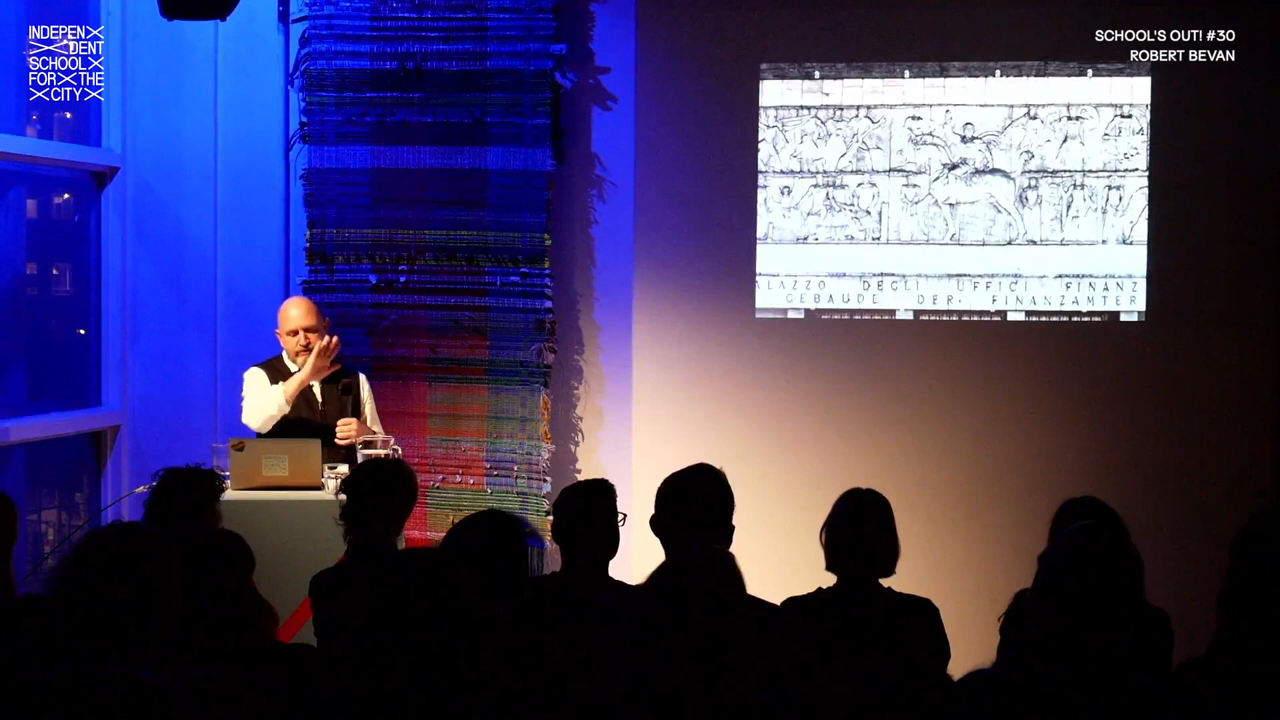 INDEPEN
DENT
SCHOOL
FOR THE
CITY
SCHOOL'S OUT! #30
ROBERT BEVAN
ALAZZO DEGLI UFFICI FINANZ
GEBAUDE DER· FINANZAMTER